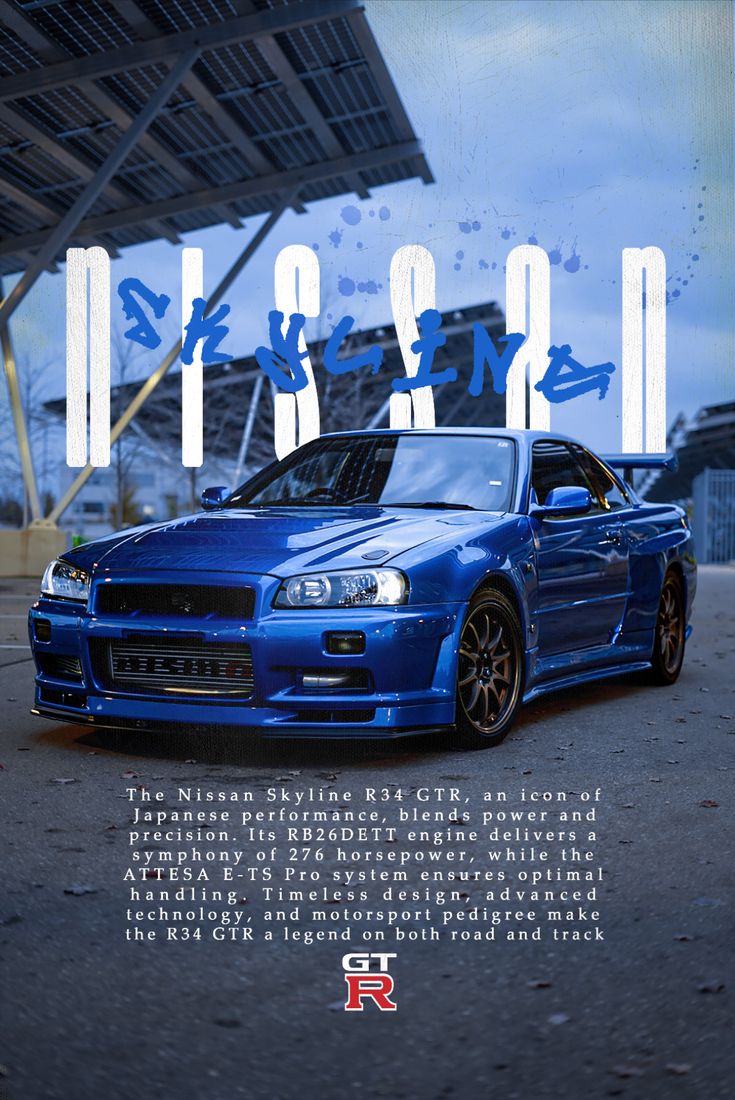 nissan
SKYLINE
NISMO
The Nissan Skyline R34 GTR, an icon of
Japanese performance, blends power and
precision. Its RB26DETT engine delivers a
symphony of 276 horsepower, while the
ATTESA E-TS Pro system ensures optimal
handling. Timeless design, advanced
technology, and motorsport pedigree make
the R34 GTR a legend on both road and track
GT
R